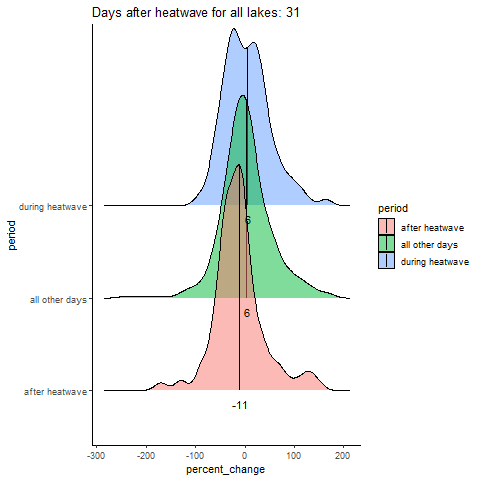 Days after heatwave for all lakes: 31
during heatwave
6
all other days
6
after heatwave
-11
period
-300 -200 -100 0 100 200
percent_change
period
after heatwave
all other days
during heatwave